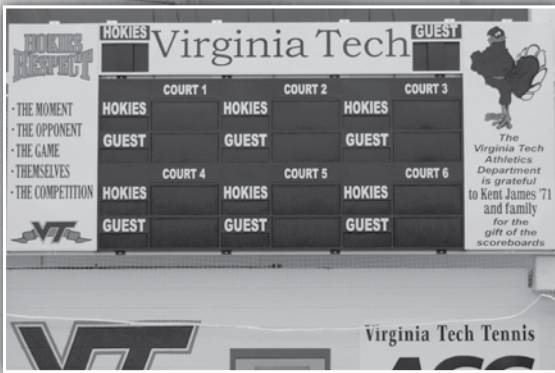 HOKIES
RESPECT
· THE MOMENT
· THE OPPONENT
· THE GAME
· THEMSELVES
· THE COMPETITION
VT
HOKIES
Virginia Tech
GUEST
COURT 1 COURT 2 COURT 3
HOKIES HOKIES HOKIES
GUEST GUEST GUEST
COURT 4 COURT 5 COURT 6
HOKIES HOKIES HOKIES
GUEST GUEST GUEST
The
Virginia Tech
Athletics
Department
is grateful
to Kent James '71
and family
for the
gift of the
scoreboards
VT
Virginia Tech Tennis
ACC